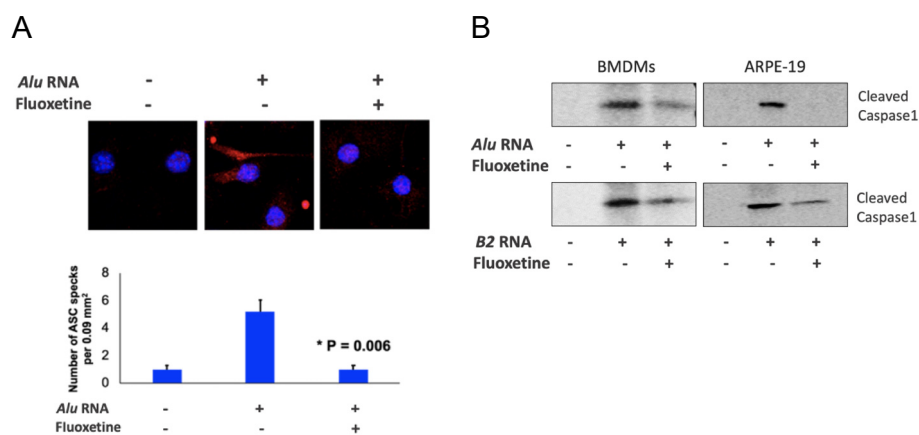 A
Alu RNA - + +
Fluoxetine - - +
Number of ASC specks
per 0.09 mm²
8
6
4
2
0
* P = 0.006
Alu RNA - + +
Fluoxetine - - +
B
BMDMs ARPE-19
Cleaved
Caspase1
Alu RNA - + + - + +
Fluoxetine - - + - - +
Cleaved
Caspase1
B2 RNA - + + - + +
Fluoxetine - - + - - +